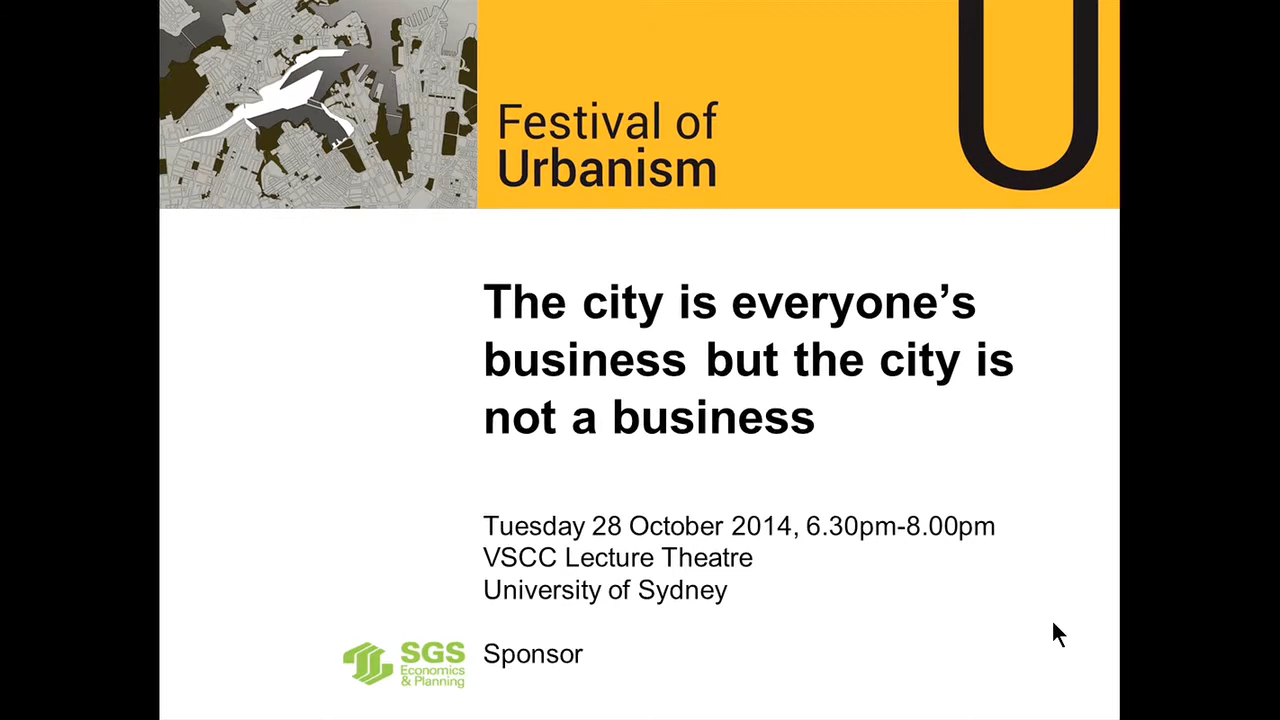 Festival of
Urbanism
The city is everyone’s
business but the city is
not a business
Tuesday 28 October 2014, 6.30pm-8.00pm
VSCC Lecture Theatre
University of Sydney
SGS
Economics
& Planning
Sponsor